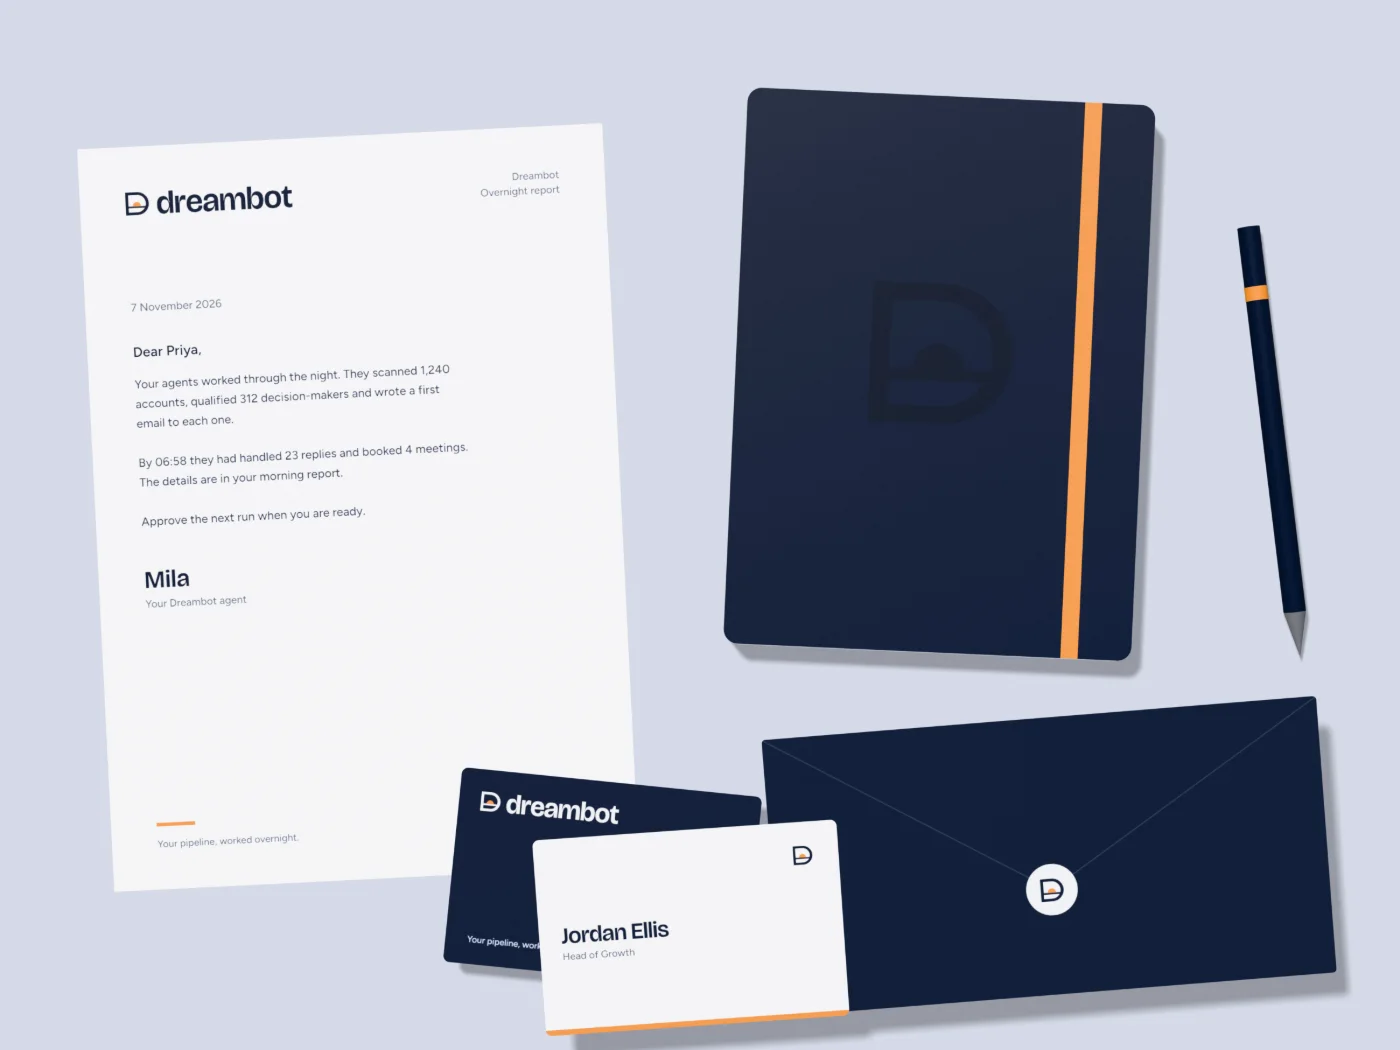 dreambot
Dreambot
Overnight report
7 November 2026
Dear Priya,
Your agents worked through the night. They scanned 1,240
accounts, qualified 312 decision-makers and wrote a first
email to each one.
By 06:58 they had handled 23 replies and booked 4 meetings.
The details are in your morning report.
Approve the next run when you are ready.
Mila
Your Dreambot agent
Your pipeline, worked overnight.
dreambot
Your pipeline,
Jordan Ellis
Head of Growth